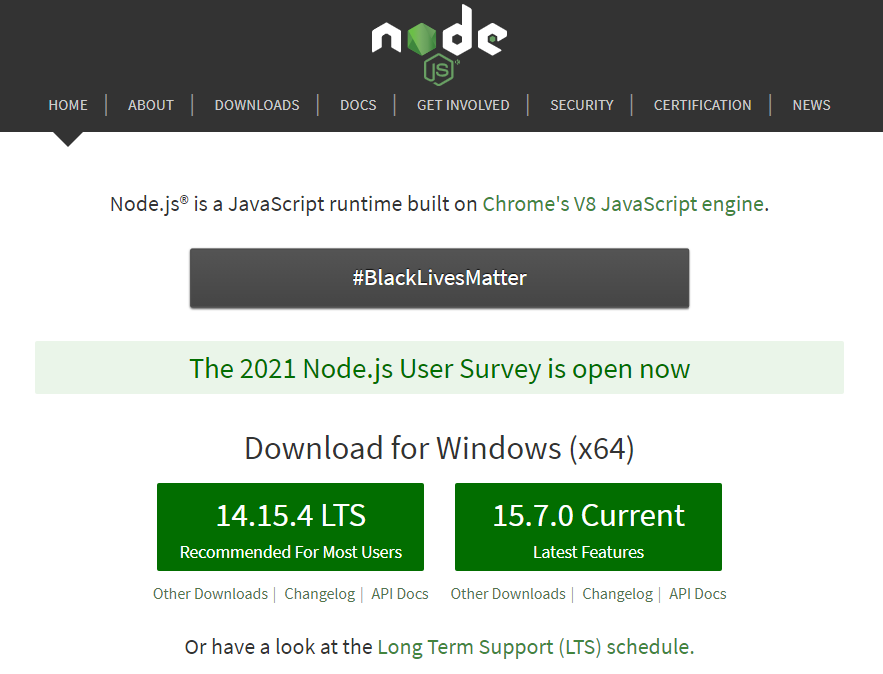 node
JS
HOME | ABOUT | DOWNLOADS | DOCS | GET INVOLVED | SECURITY | CERTIFICATION | NEWS
Node.js® is a JavaScript runtime built on Chrome's V8 JavaScript engine.
#BlackLivesMatter
The 2021 Node.js User Survey is open now
Download for Windows (x64)
14.15.4 LTS
Recommended For Most Users
15.7.0 Current
Latest Features
Other Downloads | Changelog | API Docs
Other Downloads | Changelog | API Docs
Or have a look at the Long Term Support (LTS) schedule.